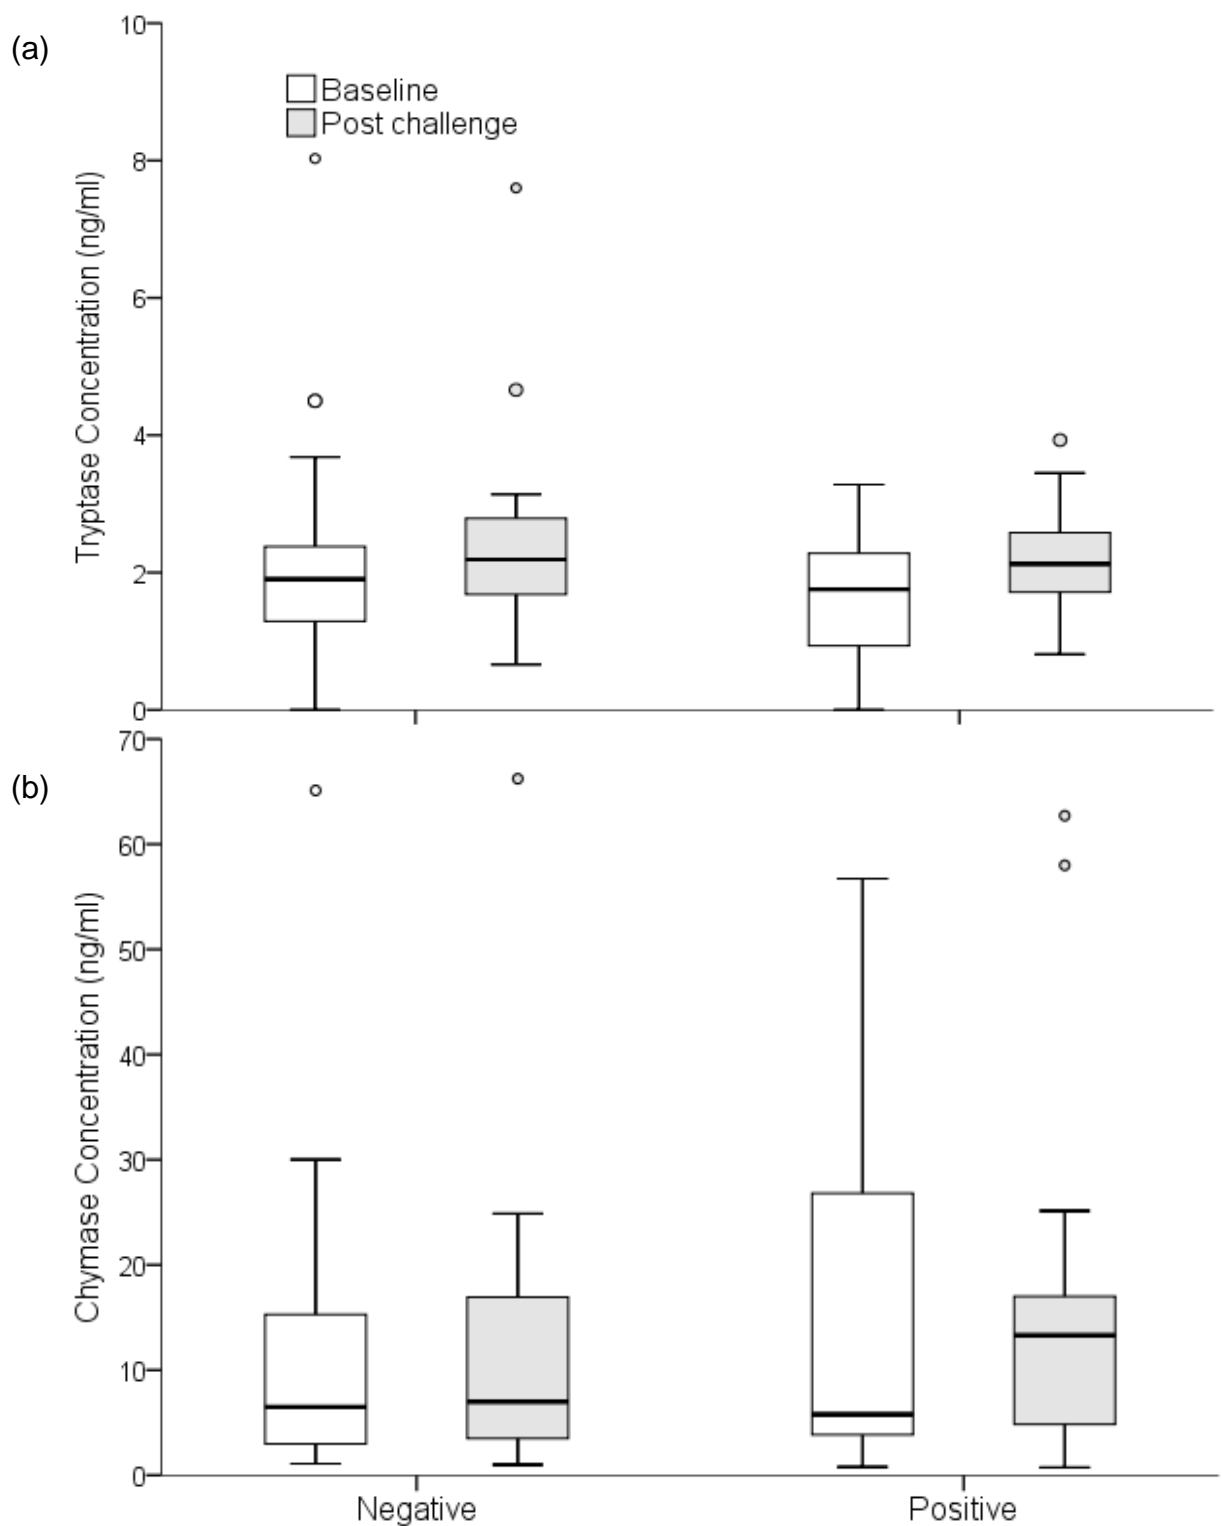 (a)
10
8
6
4
2
0
Tryptase Concentration (ng/ml)
Baseline
Post challenge
(b)
70
60
50
40
30
20
10
0
Chymase Concentration (ng/ml)
Negative
Positive